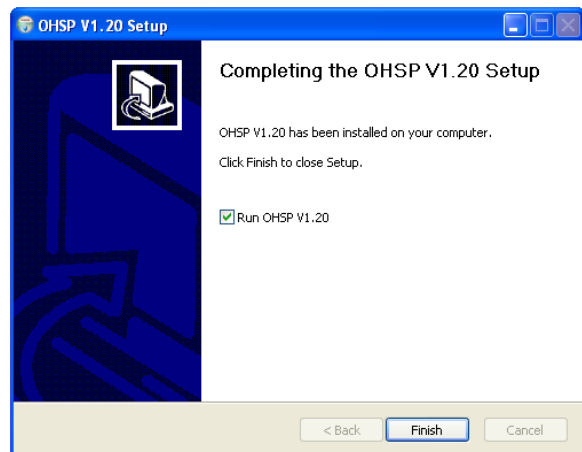 OHSP V1.20 Setup
Completing the OHSP V1.20 Setup
OHSP V1.20 has been installed on your computer.
Click Finish to close Setup.
Run OHSP V1.20
< Back Finish Cancel